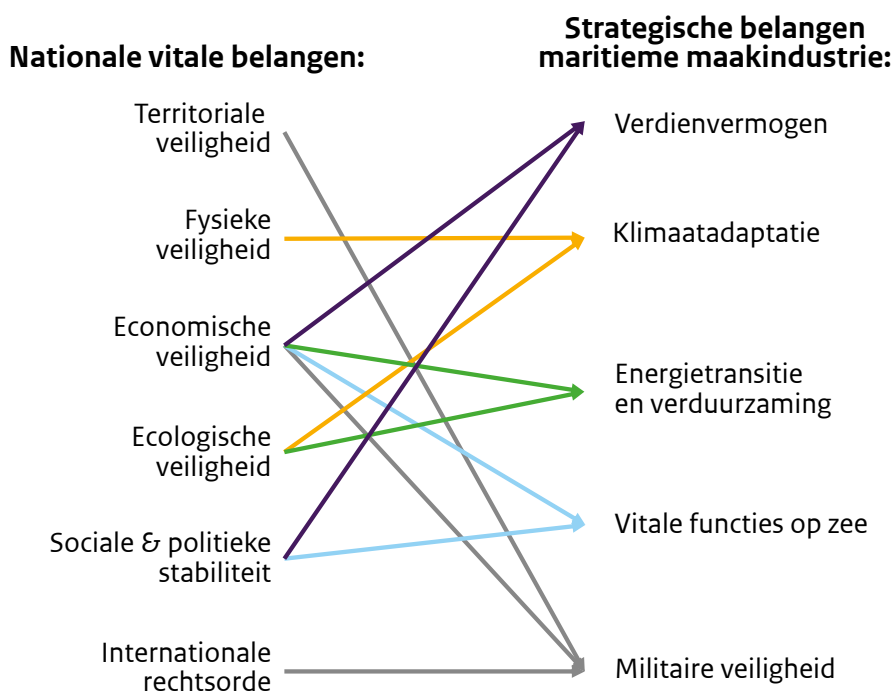 Nationale vitale belangen:
Territoriale
veiligheid
Fysieke
veiligheid
Economische
veiligheid
Ecologische
veiligheid
Sociale & politieke
stabiliteit
Internationale
rechtsorde
Strategische belangen
maritieme maakindustrie:
Verdienvermogen
Klimaatadaptatie
Energietransitie
en verduurzaming
Vitale functies op zee
Militaire veiligheid